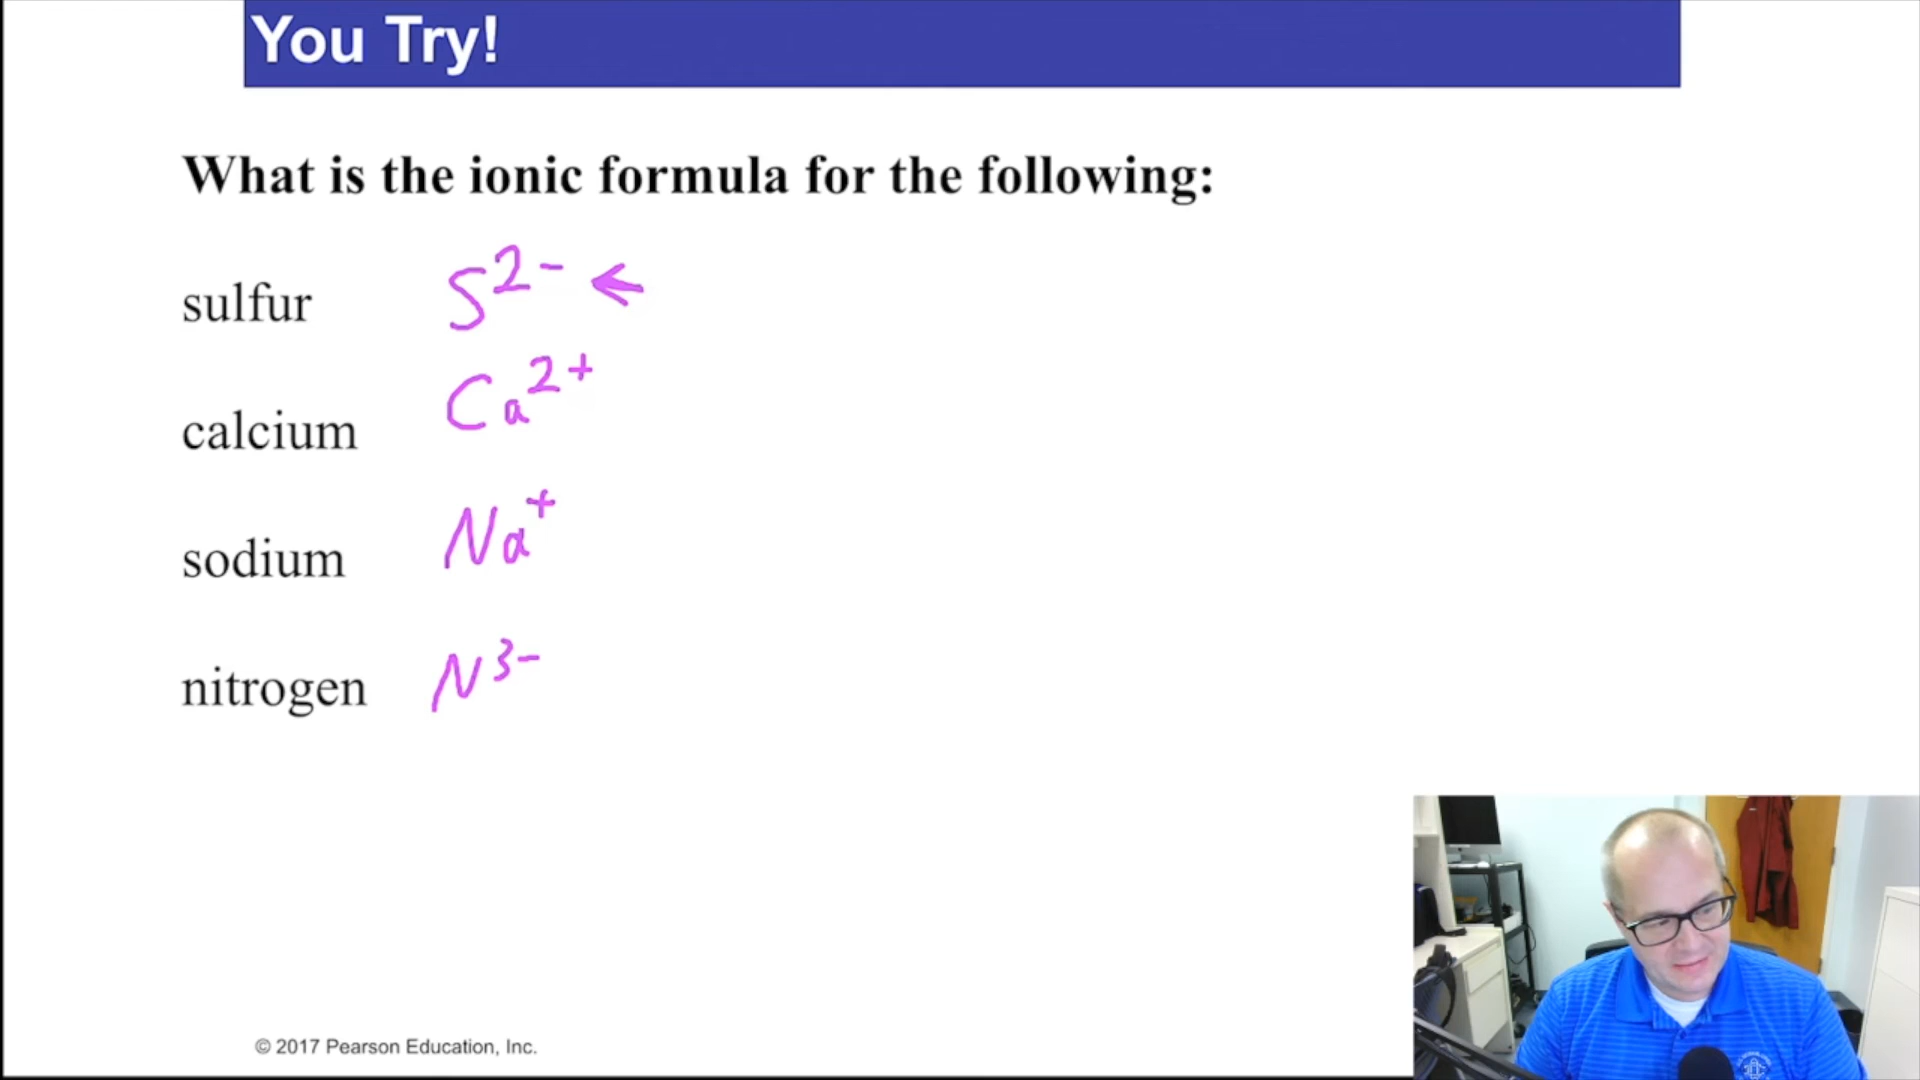 You Try!
What is the ionic formula for the following:
sulfur S²⁻ ←
calcium Ca²⁺
sodium Na⁺
nitrogen N³⁻
© 2017 Pearson Education, Inc.